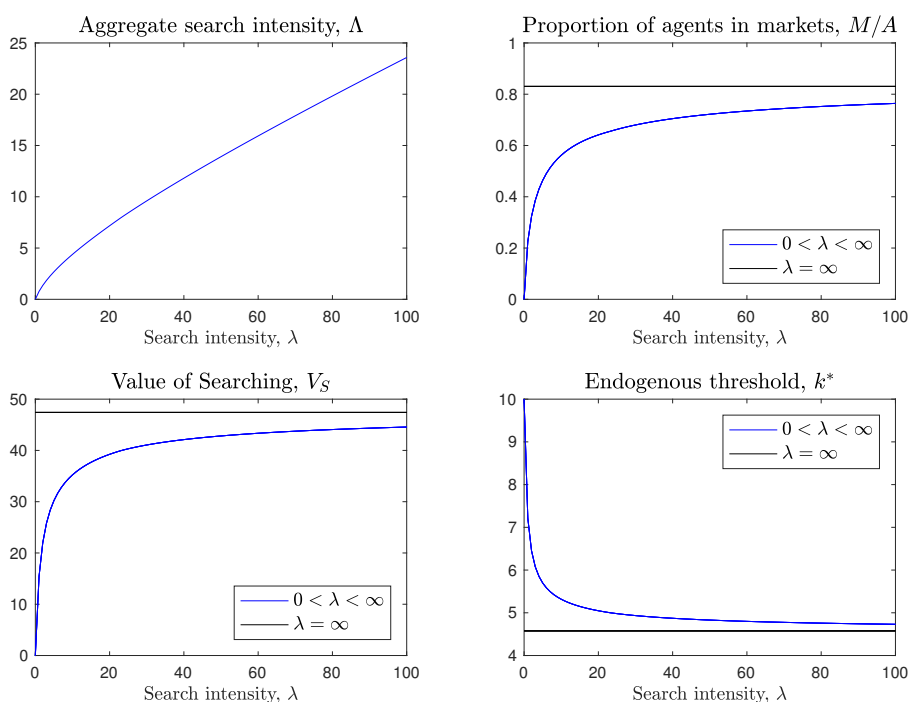 Aggregate search intensity, Λ
25
20
15
10
5
0
0 20 40 60 80 100
Search intensity, λ
Proportion of agents in markets, M/A
1
0.8
0.6
0.4
0.2
0
0 < λ < ∞
λ = ∞
0 20 40 60 80 100
Search intensity, λ
Value of Searching, V_S
50
40
30
20
10
0
0 < λ < ∞
λ = ∞
0 20 40 60 80 100
Search intensity, λ
Endogenous threshold, k*
10
9
8
7
6
5
4
0 < λ < ∞
λ = ∞
0 20 40 60 80 100
Search intensity, λ